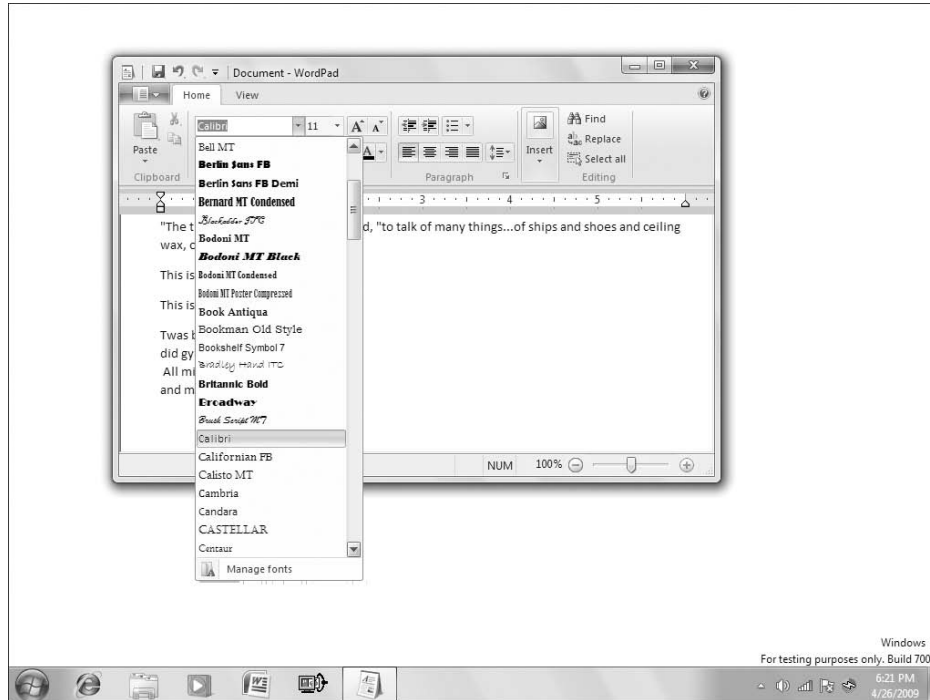 Document - WordPad
Home View
Calibri 11 A A
Paste
Clipboard
A
Insert
Find
Replace
Select all
Paragraph
Editing
3 4 5
Bell MT
Berlin Sans FB
Berlin Sans FB Demi
Bernard MT Condensed
Blackadder ITC
Bodoni MT
Bodoni MT Black
Bodoni MT Condensed
Bodoni MT Poster Compressed
Book Antiqua
Bookman Old Style
Bookshelf Symbol 7
Bradley Hand ITC
Britannic Bold
Broadway
Brush Script MT
Calibri
Californian FB
Calisto MT
Cambria
Candara
CASTELLAR
Centaur
Manage fonts
"The t d, "to talk of many things...of ships and shoes and ceiling
wax, c
This is
This is
Twas b
did gy
All mi
and m
NUM 100%
Windows
For testing purposes only. Build 700
6:21 PM
4/26/2009